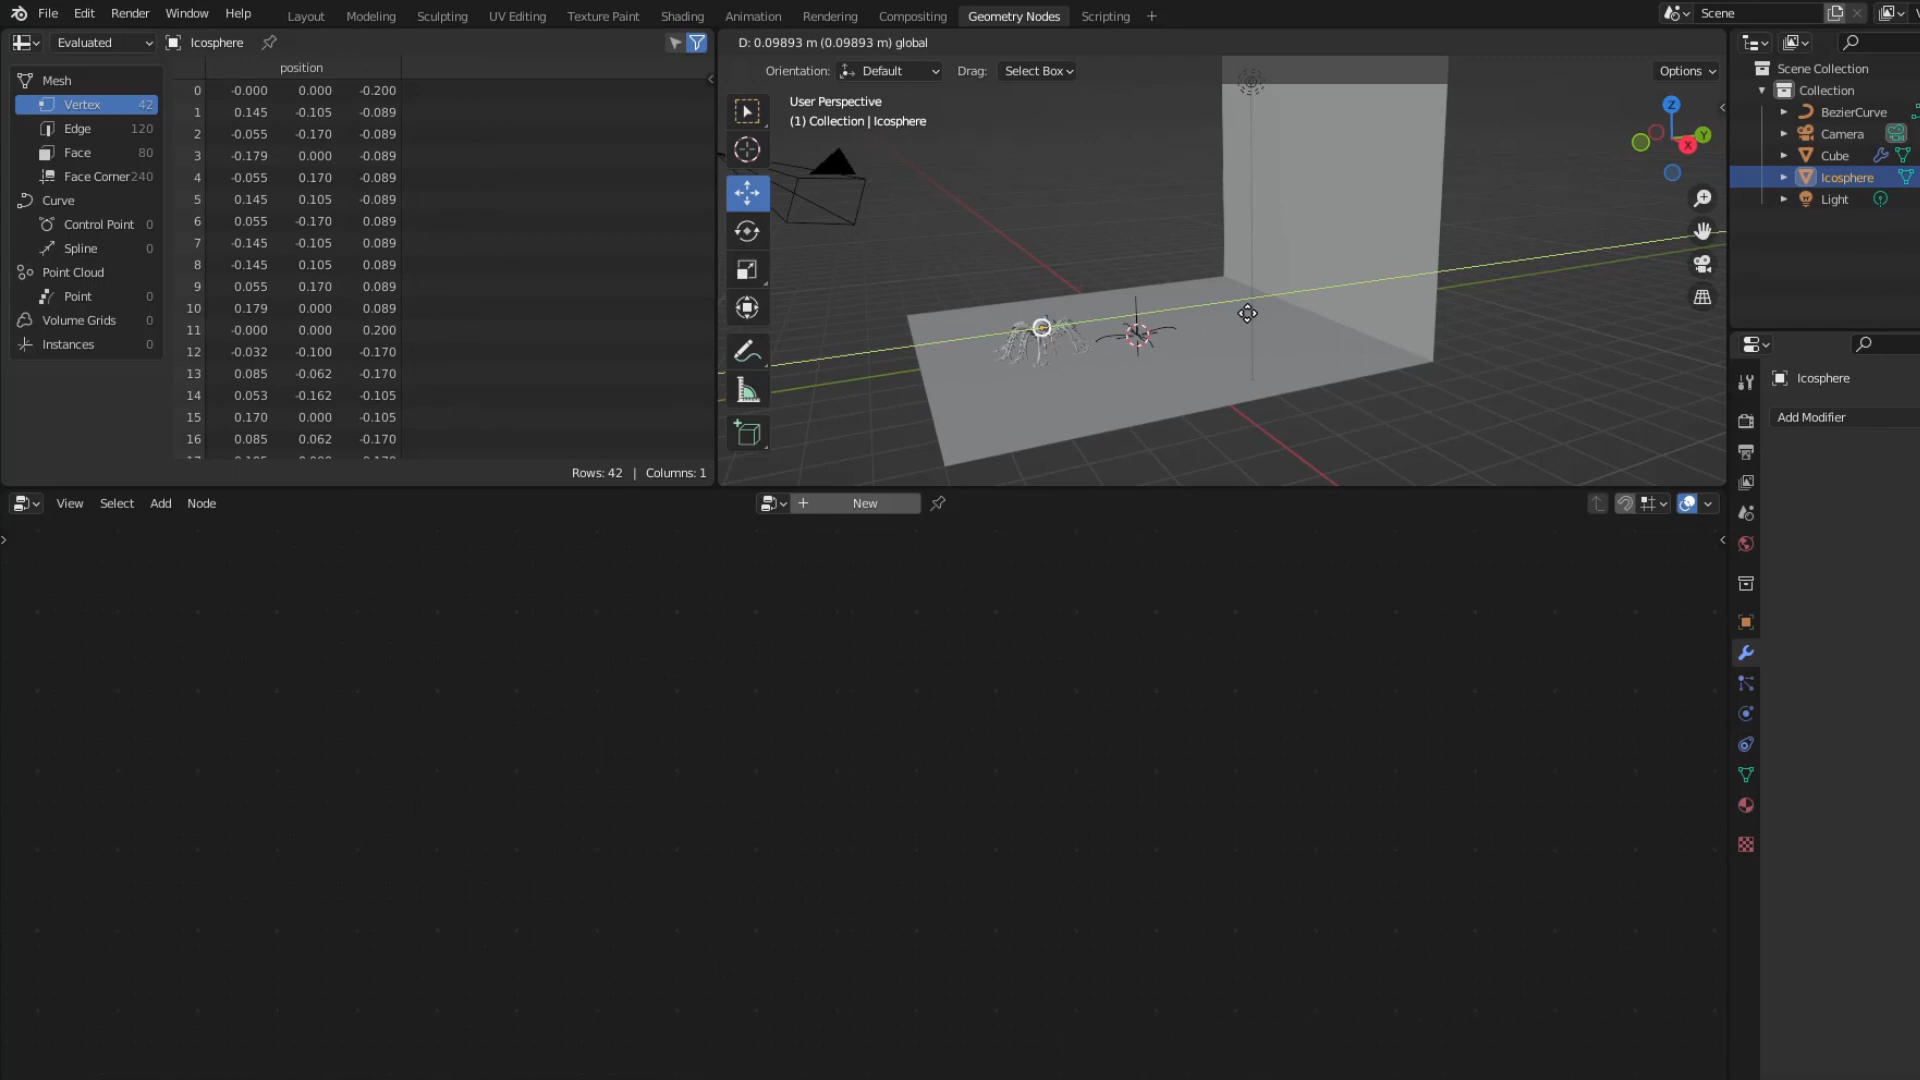 File Edit Render Window Help Layout Modeling Sculpting UV Editing Texture Paint Shading Animation Rendering Compositing Geometry Nodes Scripting + Scene
Evaluated Icosphere
D: 0.09893 m (0.09893 m) global
Orientation: Default Drag: Select Box Options
User Perspective
(1) Collection | Icosphere
Mesh
Vertex 42
Edge 120
Face 80
Face Corner 240
Curve
Control Point 0
Spline 0
Point Cloud
Point 0
Volume Grids 0
Instances 0
position
0 -0.000 0.000 -0.200
1 0.145 -0.105 -0.089
2 -0.055 -0.170 -0.089
3 -0.179 0.000 -0.089
4 -0.055 0.170 -0.089
5 0.145 0.105 -0.089
6 0.055 -0.170 0.089
7 -0.145 -0.105 0.089
8 -0.145 0.105 0.089
9 0.055 0.170 0.089
10 0.179 0.000 0.089
11 -0.000 0.000 0.200
12 -0.032 -0.100 -0.170
13 0.085 -0.062 -0.170
14 0.053 -0.162 -0.105
15 0.170 0.000 -0.105
16 0.085 0.062 -0.170
Rows: 42 | Columns: 1
Z
Y
X
Scene Collection
Collection
BezierCurve
Camera
Cube
Icosphere
Light
Icosphere
Add Modifier
View Select Add Node
+ New